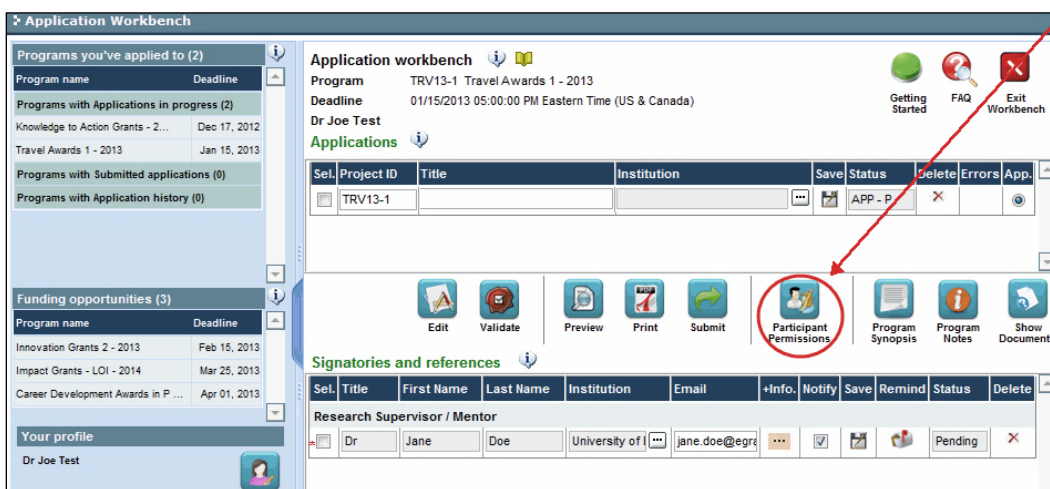 Application Workbench
Programs you've applied to (2)
Program name Deadline
Programs with Applications in progress (2)
Knowledge to Action Grants - 2... Dec 17, 2012
Travel Awards 1 - 2013 Jan 15, 2013
Programs with Submitted applications (0)
Programs with Application history (0)
Funding opportunities (3)
Program name Deadline
Innovation Grants 2 - 2013 Feb 15, 2013
Impact Grants - LOI - 2014 Mar 25, 2013
Career Development Awards in P ... Apr 01, 2013
Your profile
Dr Joe Test
Application workbench
Program TRV13-1 Travel Awards 1 - 2013
Deadline 01/15/2013 05:00:00 PM Eastern Time (US & Canada)
Dr Joe Test
Applications
Getting Started
FAQ
Exit Workbench
Sel. Project ID Title Institution Save Status Delete Errors App.
TRV13-1 ... APP - P
Edit
Validate
Preview
PDF
Print
Submit
Participant Permissions
Program Synopsis
Program Notes
Show Document
Signatories and references
Sel. Title First Name Last Name Institution Email +Info. Notify Save Remind Status Delete
Research Supervisor / Mentor
* Dr Jane Doe University of ... jane.doe@egra ... Pending